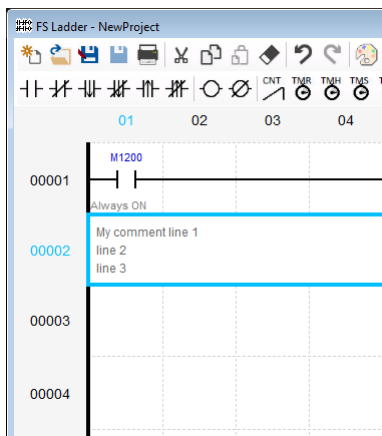 FS Ladder - NewProject
CNT TMR TMH TMS
01 02 03 04
M1200
00001
Always ON
My comment line 1
00002 line 2
line 3
00003
00004